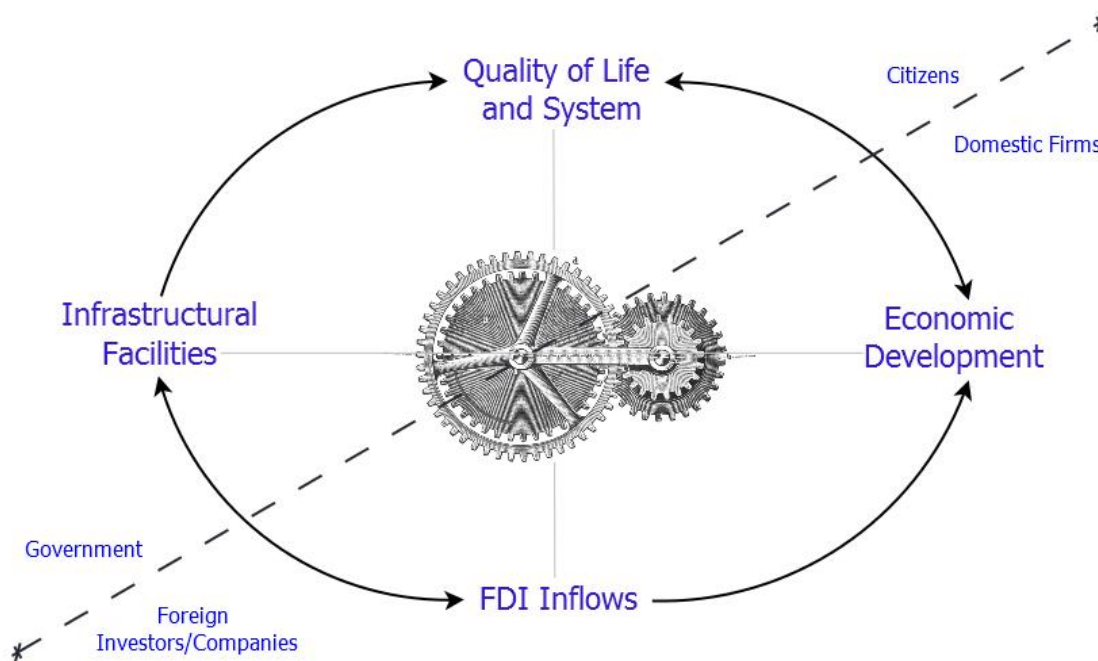 Quality of Life
and System
Citizens
Domestic Firms
Infrastructural
Facilities
Economic
Development
Government
FDI Inflows
Foreign
Investors/Companies